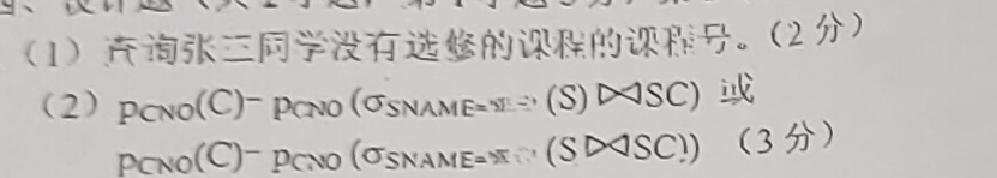 (1) 查询张三同学没有选修的课程的课程号。(2分)
(2) pCNO(C)- pCNO (σSNAME= (S)⋈SC) 或
pCNO(C)- pCNO (σSNAME= (S⋈SC)) (3分)